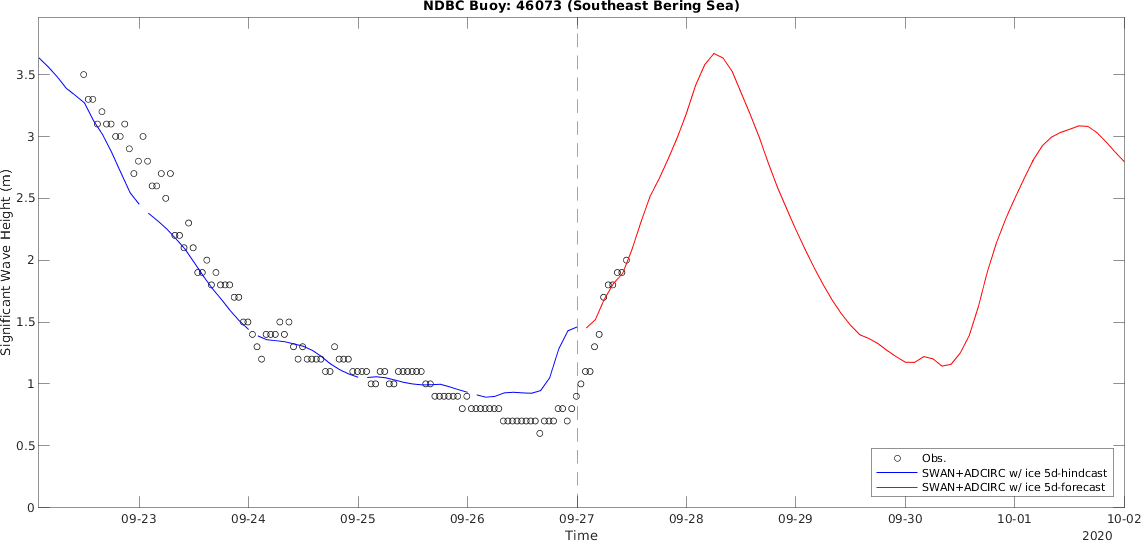 NDBC Buoy: 46073 (Southeast Bering Sea)
Significant Wave Height (m)
3.5
3
2.5
2
1.5
1
0.5
0
Obs.
SWAN+ADCIRC w/ ice 5d-hindcast
SWAN+ADCIRC w/ ice 5d-forecast
09-23 09-24 09-25 09-26 09-27 09-28 09-29 09-30 10-01 10-02
Time
2020